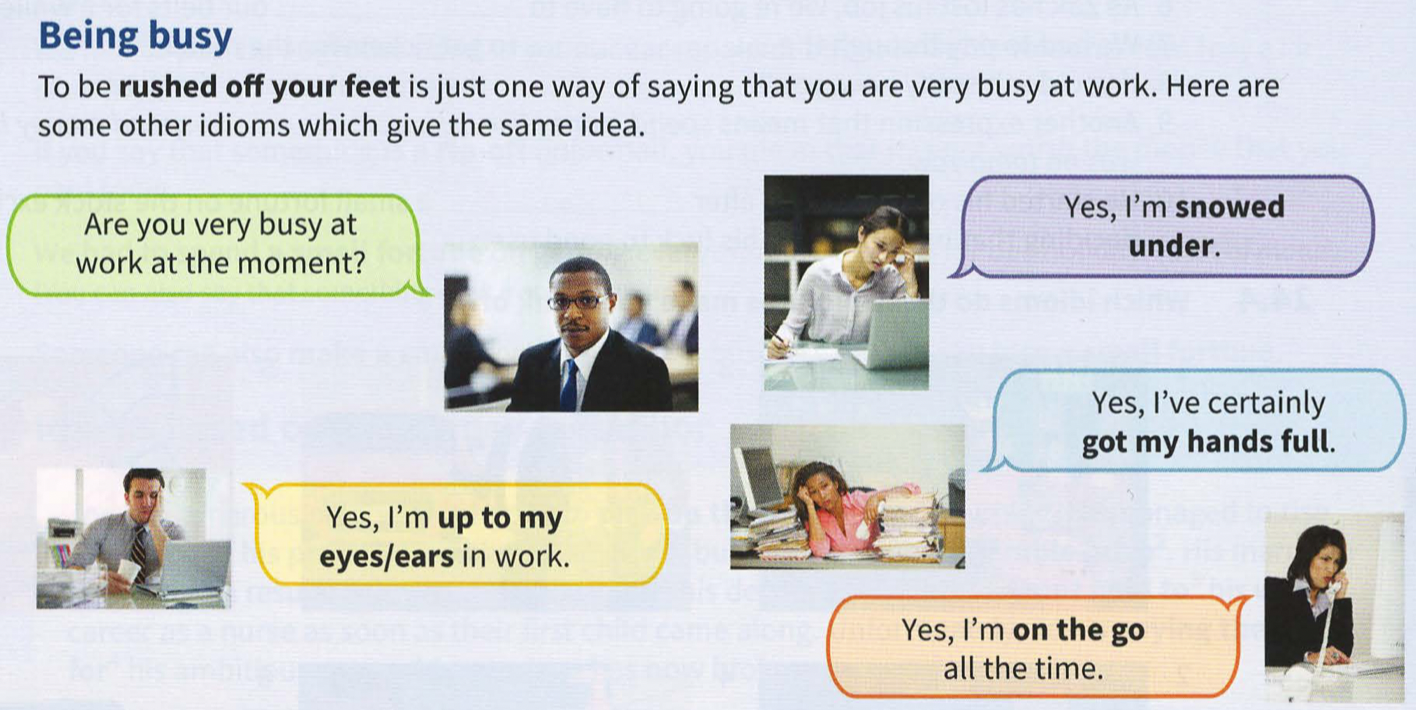 Being busy
To be rushed off your feet is just one way of saying that you are very busy at work. Here are
some other idioms which give the same idea.
Are you very busy at
work at the moment?
Yes, I'm snowed
under.
Yes, I've certainly
got my hands full.
Yes, I'm up to my
eyes/ears in work.
Yes, I'm on the go
all the time.